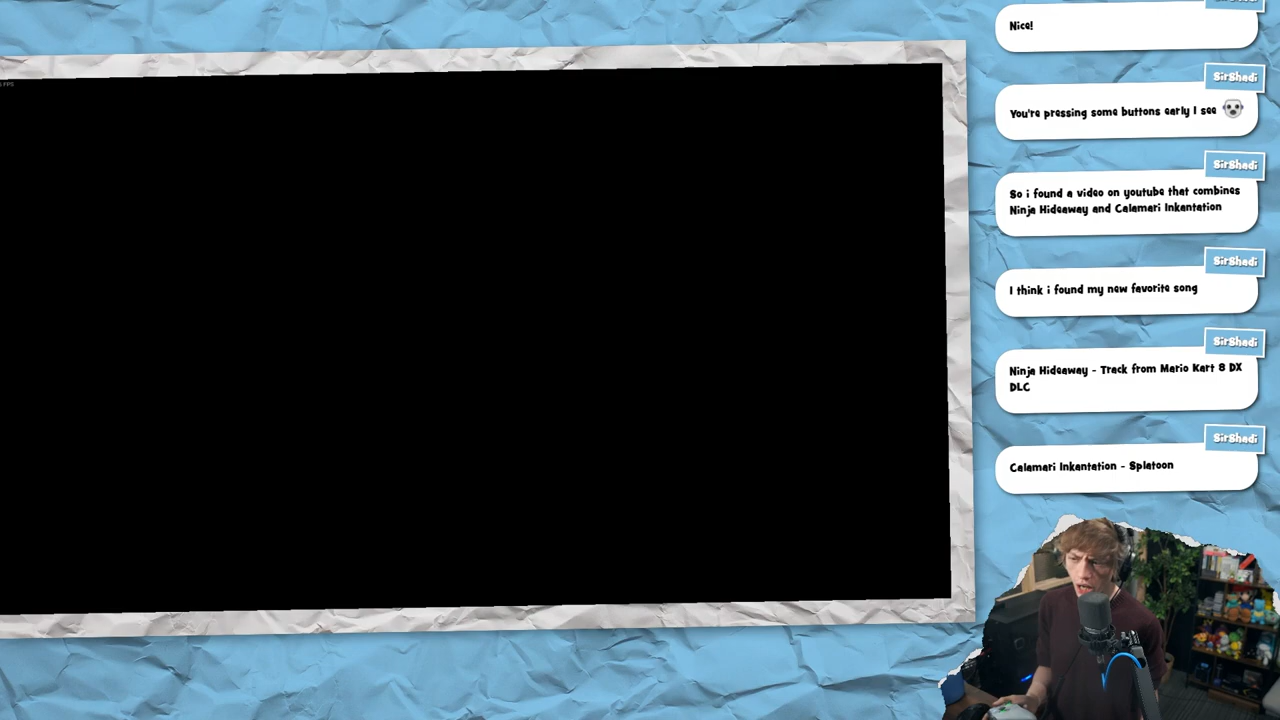 FPS
Nice!
SirShadi
You're pressing some buttons early I see
SirShadi
So i found a video on youtube that combines
Ninja Hideaway and Calamari Inkantation
SirShadi
I think i found my new favorite song
SirShadi
Ninja Hideaway - Track from Mario Kart 8 DX
DLC
SirShadi
Calamari Inkantation - Splatoon